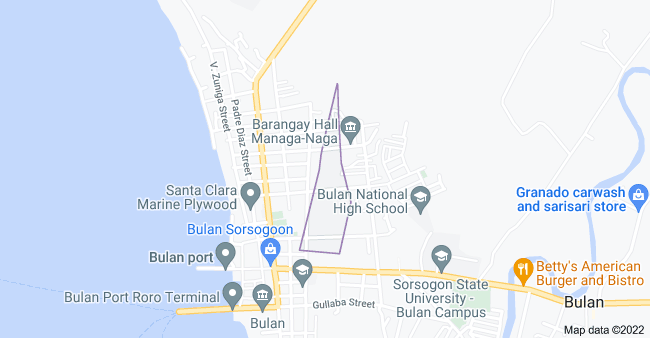 V. Zuniga Street
Padre Diaz Street
Barangay Hall
Managa-Naga
Santa Clara
Marine Plywood
Bulan National
High School
Granado carwash
and sarisari store
Bulan Sorsogoon
Bulan port
Sorsogon State
University -
Bulan Campus
Betty's American
Burger and Bistro
Bulan Port Roro Terminal
Gullaba Street
Bulan
Bulan
Map data ©2022